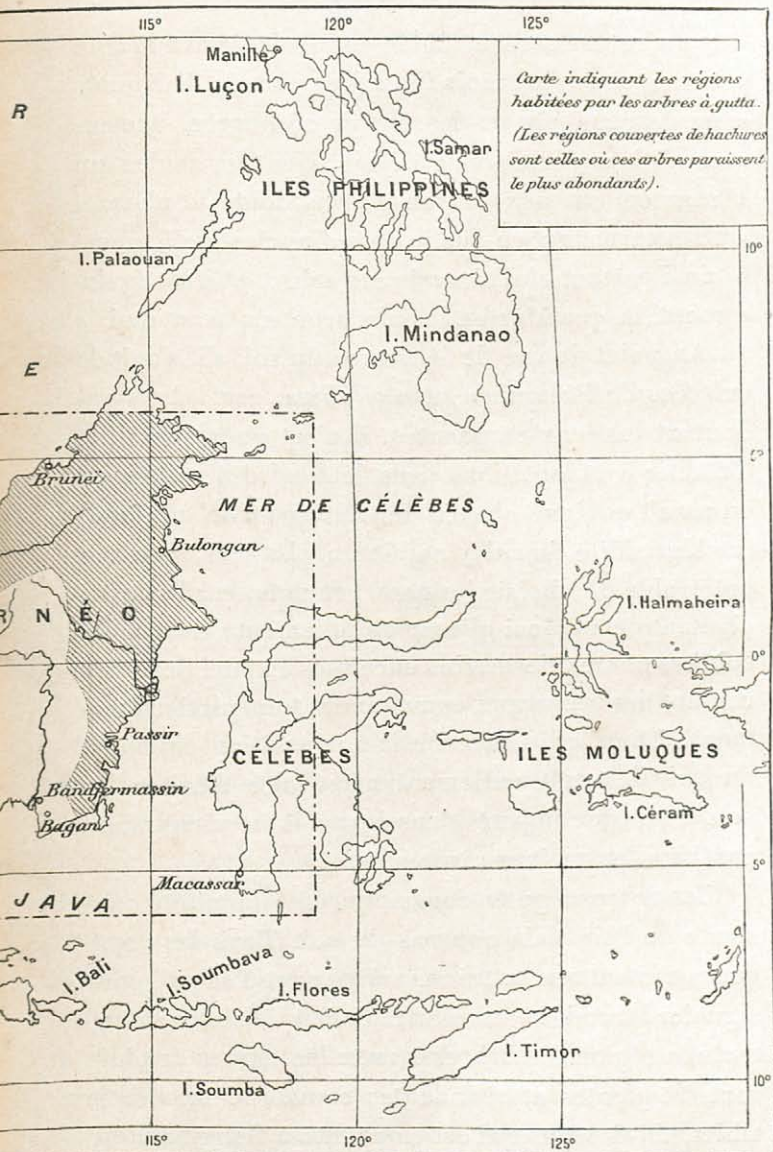 115° 120° 125°
Manille
I.Luçon
Carte indiquant les régions
habitées par les arbres à gutta.
(Les régions couvertes de hachures
sont celles où ces arbres paraissent
le plus abondants).
R
I.Samar
ILES PHILIPPINES
10°
I.Palaouan
I.Mindanao
E
5°
Brunei
MER DE CÉLÈBES
Bulongan
RNÉO
I.Halmaheira
0°
Passir
CÉLÈBES
ILES MOLUQUES
Bandjermassin
I.Céram
Bagan
5°
Macassar
JAVA
I.Bali
I.Soumbava
I.Flores
I.Timor
I.Soumba
10°
115° 120° 125°